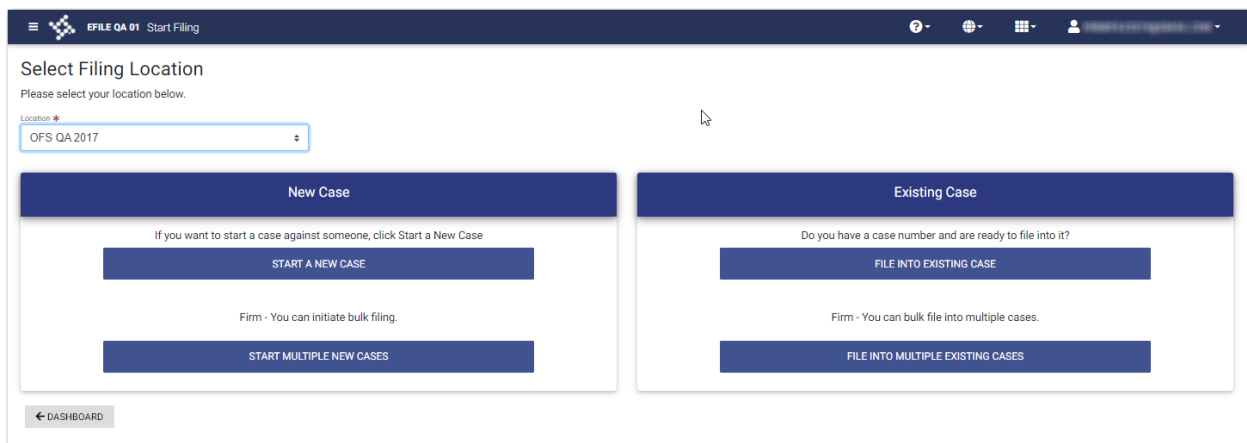 EFILE QA 01 Start Filing
Select Filing Location
Please select your location below.
Location *
OFS QA 2017
New Case
If you want to start a case against someone, click Start a New Case
START A NEW CASE
Firm - You can initiate bulk filing.
START MULTIPLE NEW CASES
Existing Case
Do you have a case number and are ready to file into it?
FILE INTO EXISTING CASE
Firm - You can bulk file into multiple cases.
FILE INTO MULTIPLE EXISTING CASES
DASHBOARD